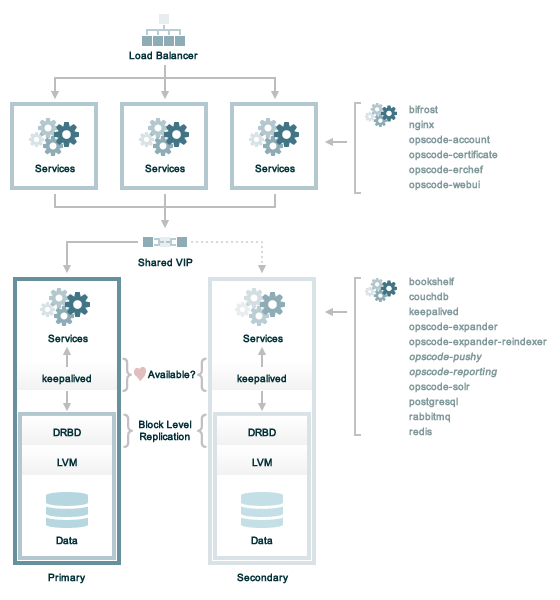 Load Balancer
Services
Services
Services
bifrost
nginx
opscode-account
opscode-certificate
opscode-erchef
opscode-webui
Shared VIP
Services
keepalived
DRBD
LVM
Data
Primary
Available?
Block Level
Replication
Services
keepalived
DRBD
LVM
Data
Secondary
bookshelf
couchdb
keepalived
opscode-expander
opscode-expander-reindexer
opscode-pushy
opscode-reporting
opscode-solr
postgresql
rabbitmq
redis